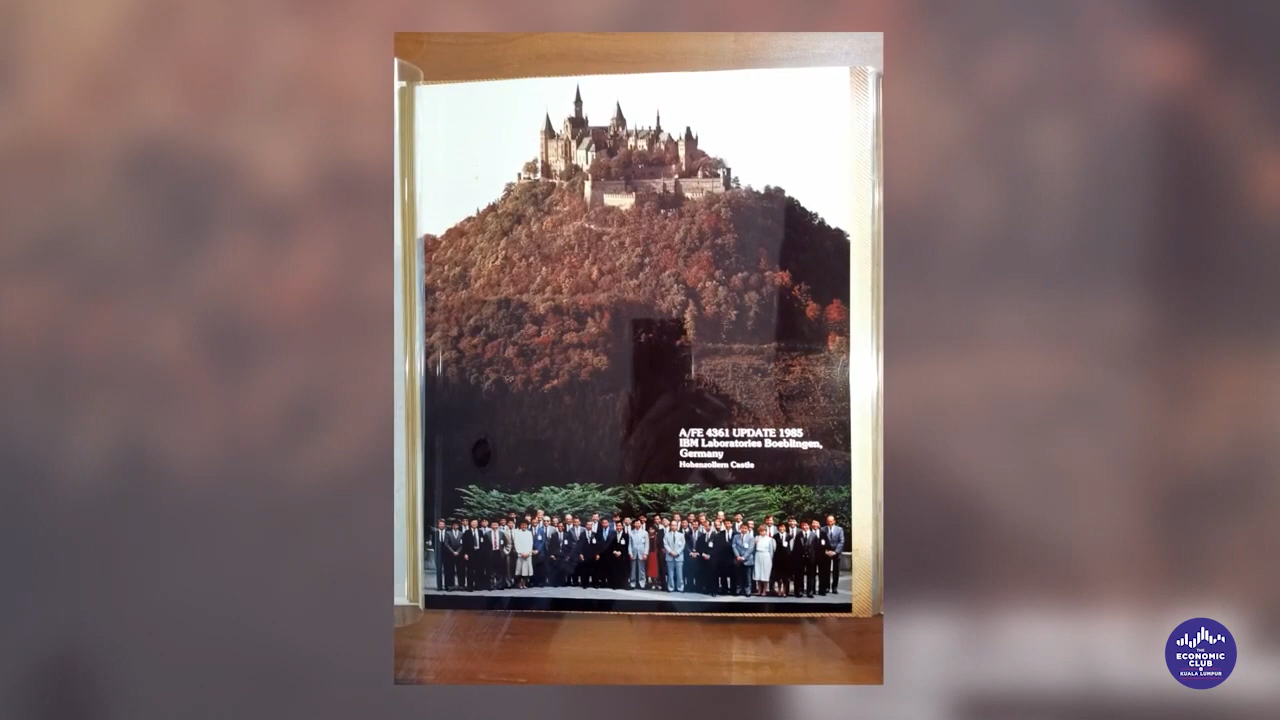 A/FE 4361 UPDATE 1985
IBM Laboratories Boeblingen,
Germany
Hohenzollern Castle
THE
ECONOMIC
CLUB
KUALA LUMPUR